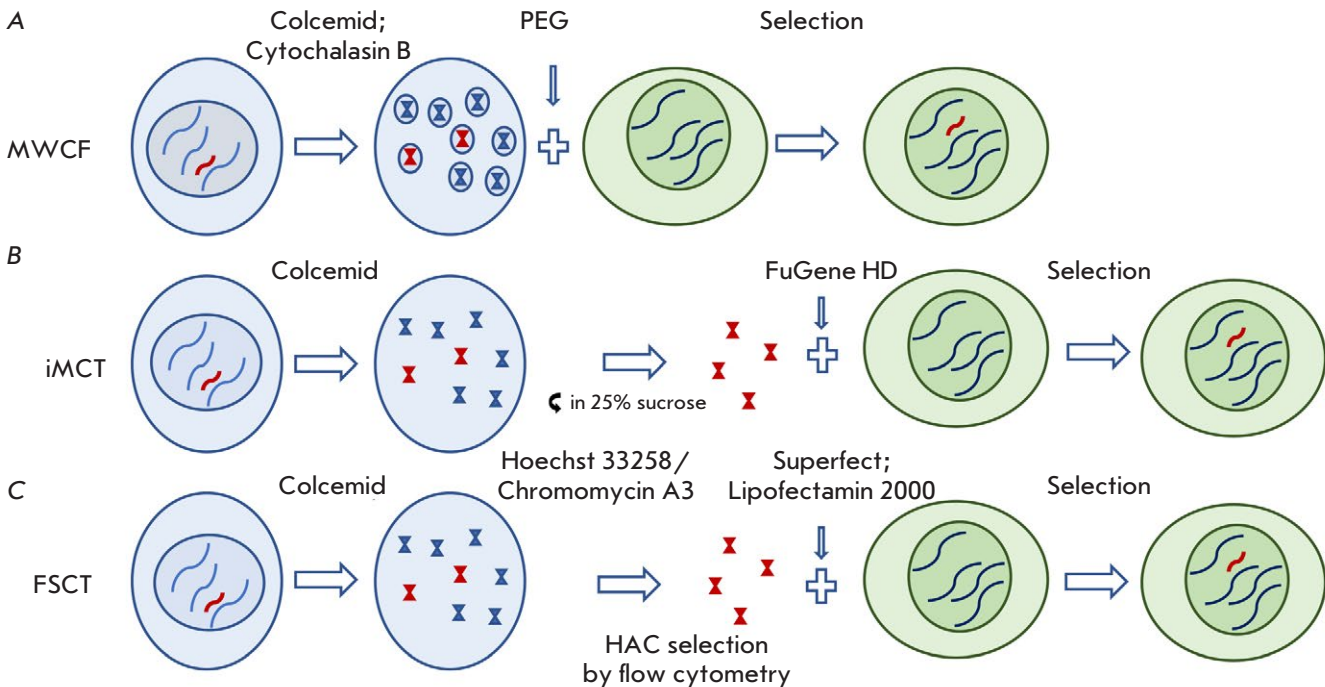 A
Colcemid;
Cytochalasin B
PEG
Selection
MWCF
B
Colcemid
FuGene HD
Selection
iMCT
in 25% sucrose
C
Colcemid
Hoechst 33258/
Chromomycin A3
Superfect;
Lipofectamin 2000
Selection
FSCT
HAC selection
by flow cytometry